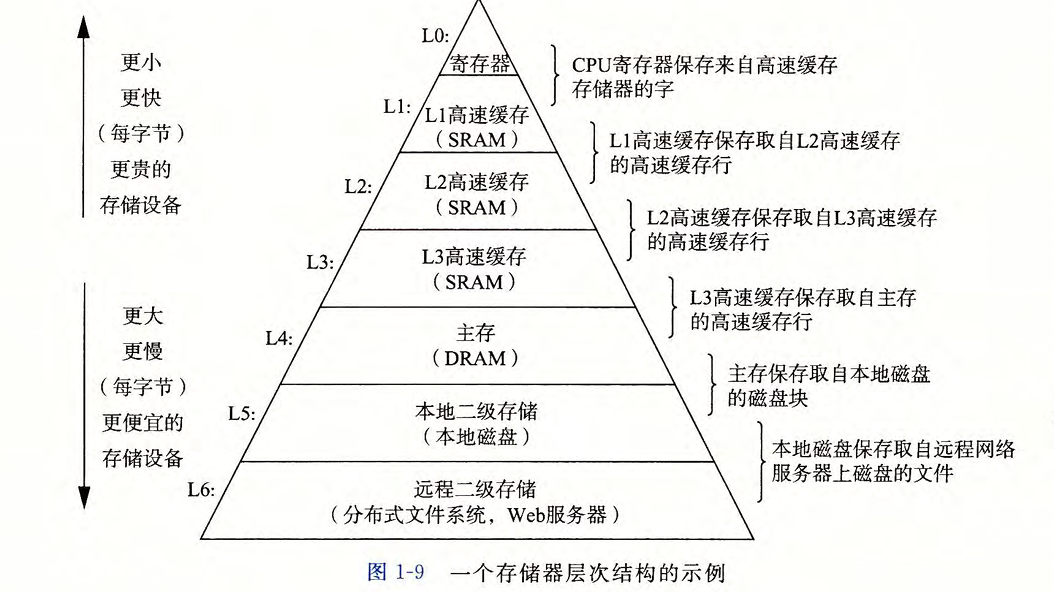 更小
更快
（每字节）
更贵的
存储设备
更大
更慢
（每字节）
更便宜的
存储设备
L0:
寄存器
CPU寄存器保存来自高速缓存
存储器的字
L1:
L1高速缓存
（SRAM）
L1高速缓存保存取自L2高速缓存
的高速缓存行
L2:
L2高速缓存
（SRAM）
L2高速缓存保存取自L3高速缓存
的高速缓存行
L3:
L3高速缓存
（SRAM）
L3高速缓存保存取自主存
的高速缓存行
L4:
主存
（DRAM）
主存保存取自本地磁盘
的磁盘块
L5:
本地二级存储
（本地磁盘）
本地磁盘保存取自远程网络
服务器上磁盘的文件
L6:
远程二级存储
（分布式文件系统，Web服务器）
图 1-9 一个存储器层次结构的示例